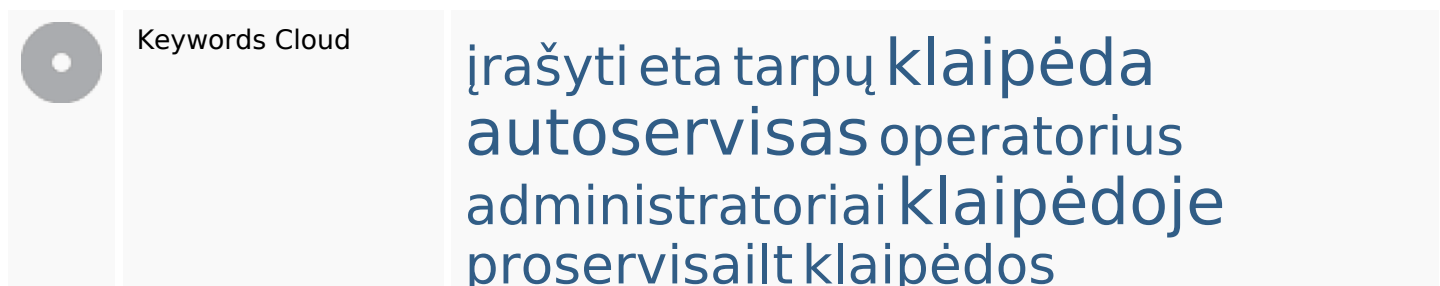 Keywords Cloud
įrašyti eta tarpų klaipėda
autoservisas operatorius
administratoriai klaipėdoje
proservisailt klaipėdos